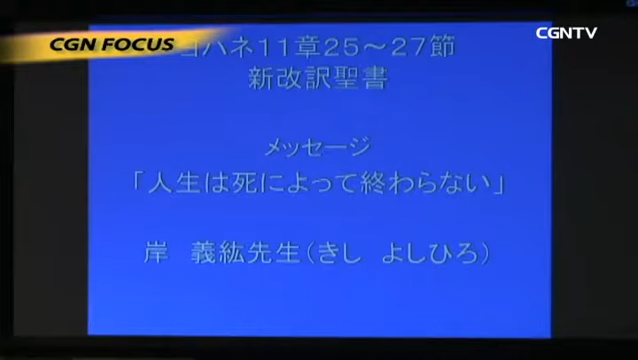 CGN FOCUS
CGNTV
ヨハネ11章25~27節
新改訳聖書
メッセージ
「人生は死によって終わらない」
岸 義紘先生(きし よしひろ)